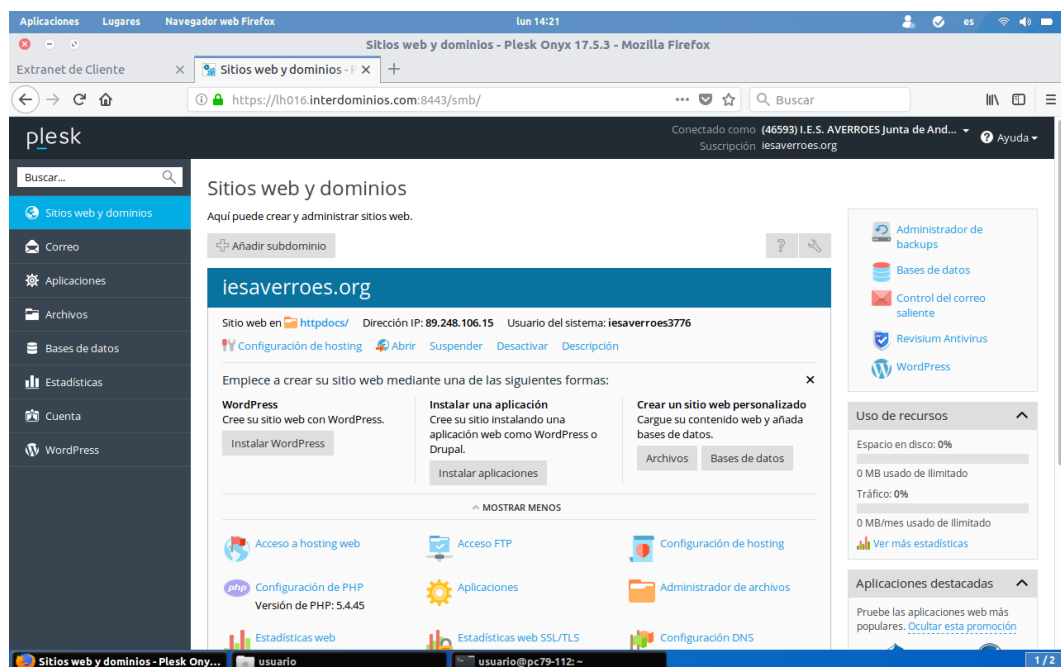 Aplicaciones Lugares Navegador web Firefox lun 14:21 es
Sitios web y dominios - Plesk Onyx 17.5.3 - Mozilla Firefox
Extranet de Cliente × Sitios web y dominios - P × +
https://lh016.interdominios.com:8443/smb/ Buscar
plesk
Conectado como (46593) I.E.S. AVERROES Junta de And...
Suscripción iesaverroes.org
Ayuda
Buscar...
Sitios web y dominios
Correo
Aplicaciones
Archivos
Bases de datos
Estadísticas
Cuenta
WordPress
Sitios web y dominios
Aquí puede crear y administrar sitios web.
Añadir subdominio
iesaverroes.org
Sitio web en httpdocs/ Dirección IP: 89.248.106.15 Usuario del sistema: iesaverroes3776
Configuración de hosting Abrir Suspender Desactivar Descripción
Empiece a crear su sitio web mediante una de las siguientes formas:
WordPress
Cree su sitio web con WordPress.
Instalar WordPress
Instalar una aplicación
Cree su sitio instalando una
aplicación web como WordPress o
Drupal.
Instalar aplicaciones
Crear un sitio web personalizado
Cargue su contenido web y añada
bases de datos.
Archivos Bases de datos
MOSTRAR MENOS
Acceso a hosting web Acceso FTP Configuración de hosting
php Configuración de PHP Aplicaciones Administrador de archivos
Versión de PHP: 5.4.45
Estadísticas web Estadísticas web SSL/TLS Configuración DNS
Administrador de
backups
Bases de datos
Control del correo
saliente
Revisium Antivirus
WordPress
Uso de recursos
Espacio en disco: 0%
0 MB usado de Ilimitado
Tráfico: 0%
0 MB/mes usado de Ilimitado
Ver más estadísticas
Aplicaciones destacadas
Pruebe las aplicaciones web más
populares. Ocultar esta promoción
Sitios web y dominios - Plesk Ony... usuario usuario@pc79-112: ~ 1 / 2